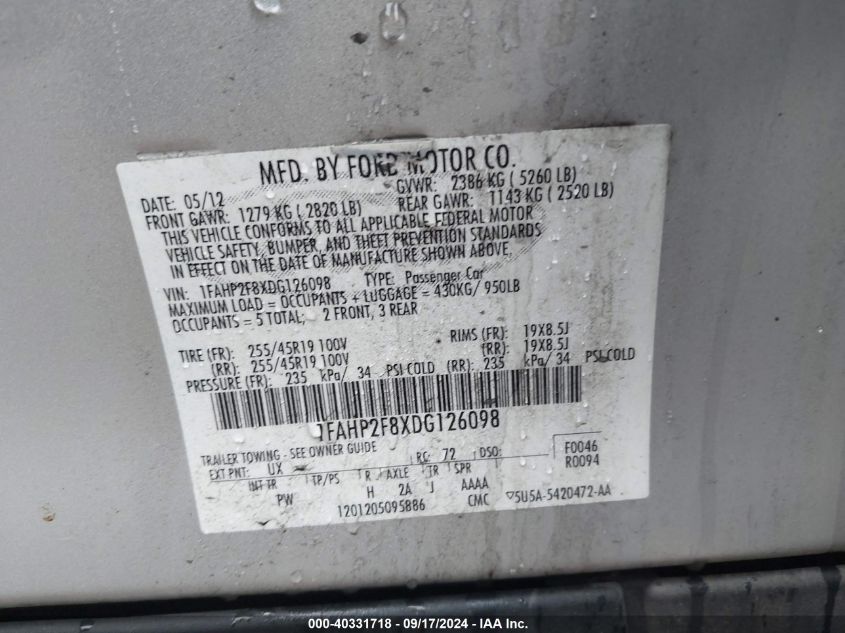 MFD. BY FORD MOTOR CO.
DATE: 05/12 GVWR: 2386 KG ( 5260 LB)
FRONT GAWR: 1279 KG ( 2820 LB) REAR GAWR: 1143 KG ( 2520 LB)
THIS VEHICLE CONFORMS TO ALL APPLICABLE FEDERAL MOTOR
VEHICLE SAFETY, BUMPER, AND THEFT PREVENTION STANDARDS
IN EFFECT ON THE DATE OF MANUFACTURE SHOWN ABOVE.
VIN: 1FAHP2F8XDG126098 TYPE: Passenger Car
MAXIMUM LOAD = OCCUPANTS + LUGGAGE = 430KG/ 950LB
OCCUPANTS = 5 TOTAL; 2 FRONT, 3 REAR
TIRE (FR): 255/45R19 100V RIMS (FR): 19X8.5J
(RR): 255/45R19 100V (RR): 19X8.5J
PRESSURE (FR): 235 kPa/ 34 PSI COLD (RR): 235 kPa/ 34 PSI COLD
1FAHP2F8XDG126098
TRAILER TOWING - SEE OWNER GUIDE
EXT PNT: UX RC: 72 DSO: F0046
R0094
INT TR TP/PS R AXLE TR SPR
PW H 2A J AAAA
1201205095886 CMC ▽5U5A-5420472-AA
000-40331718 - 09/17/2024 - © IAA Inc.